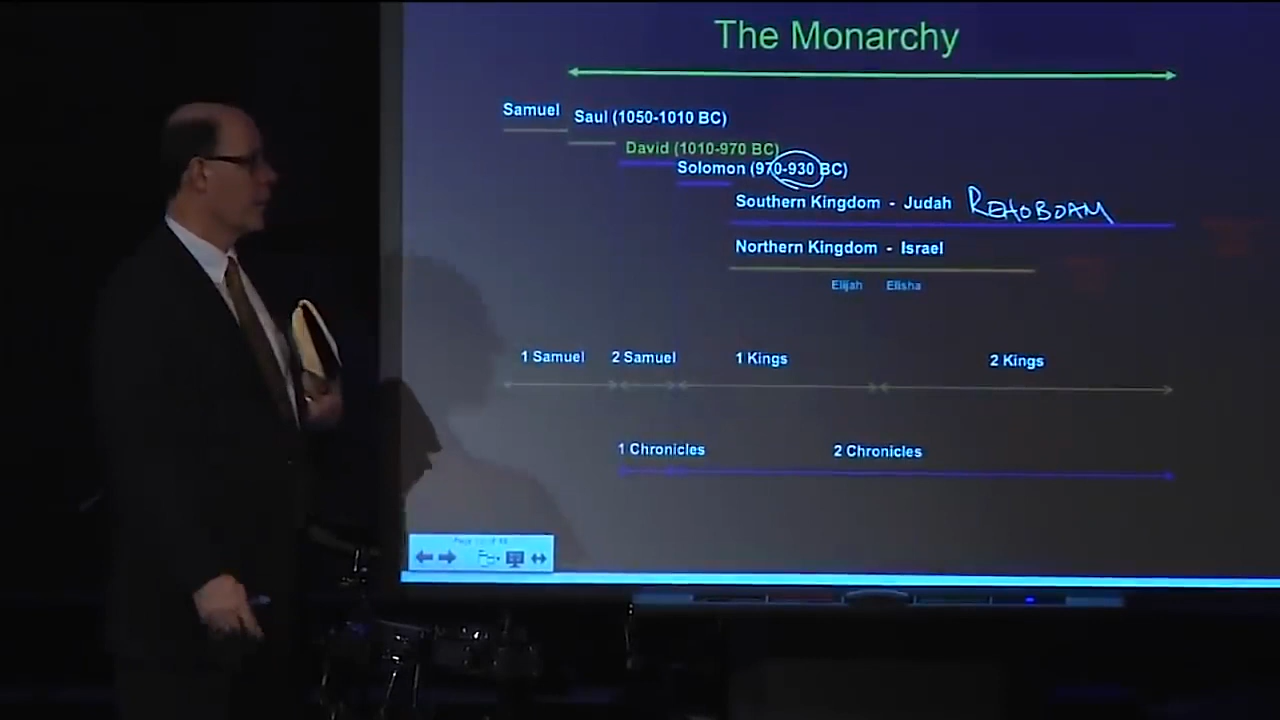 The Monarchy
Samuel
Saul (1050-1010 BC)
David (1010-970 BC)
Solomon (970-930 BC)
Southern Kingdom - Judah REHOBOAM
Northern Kingdom - Israel
Elijah Elisha
1 Samuel 2 Samuel 1 Kings 2 Kings
1 Chronicles 2 Chronicles